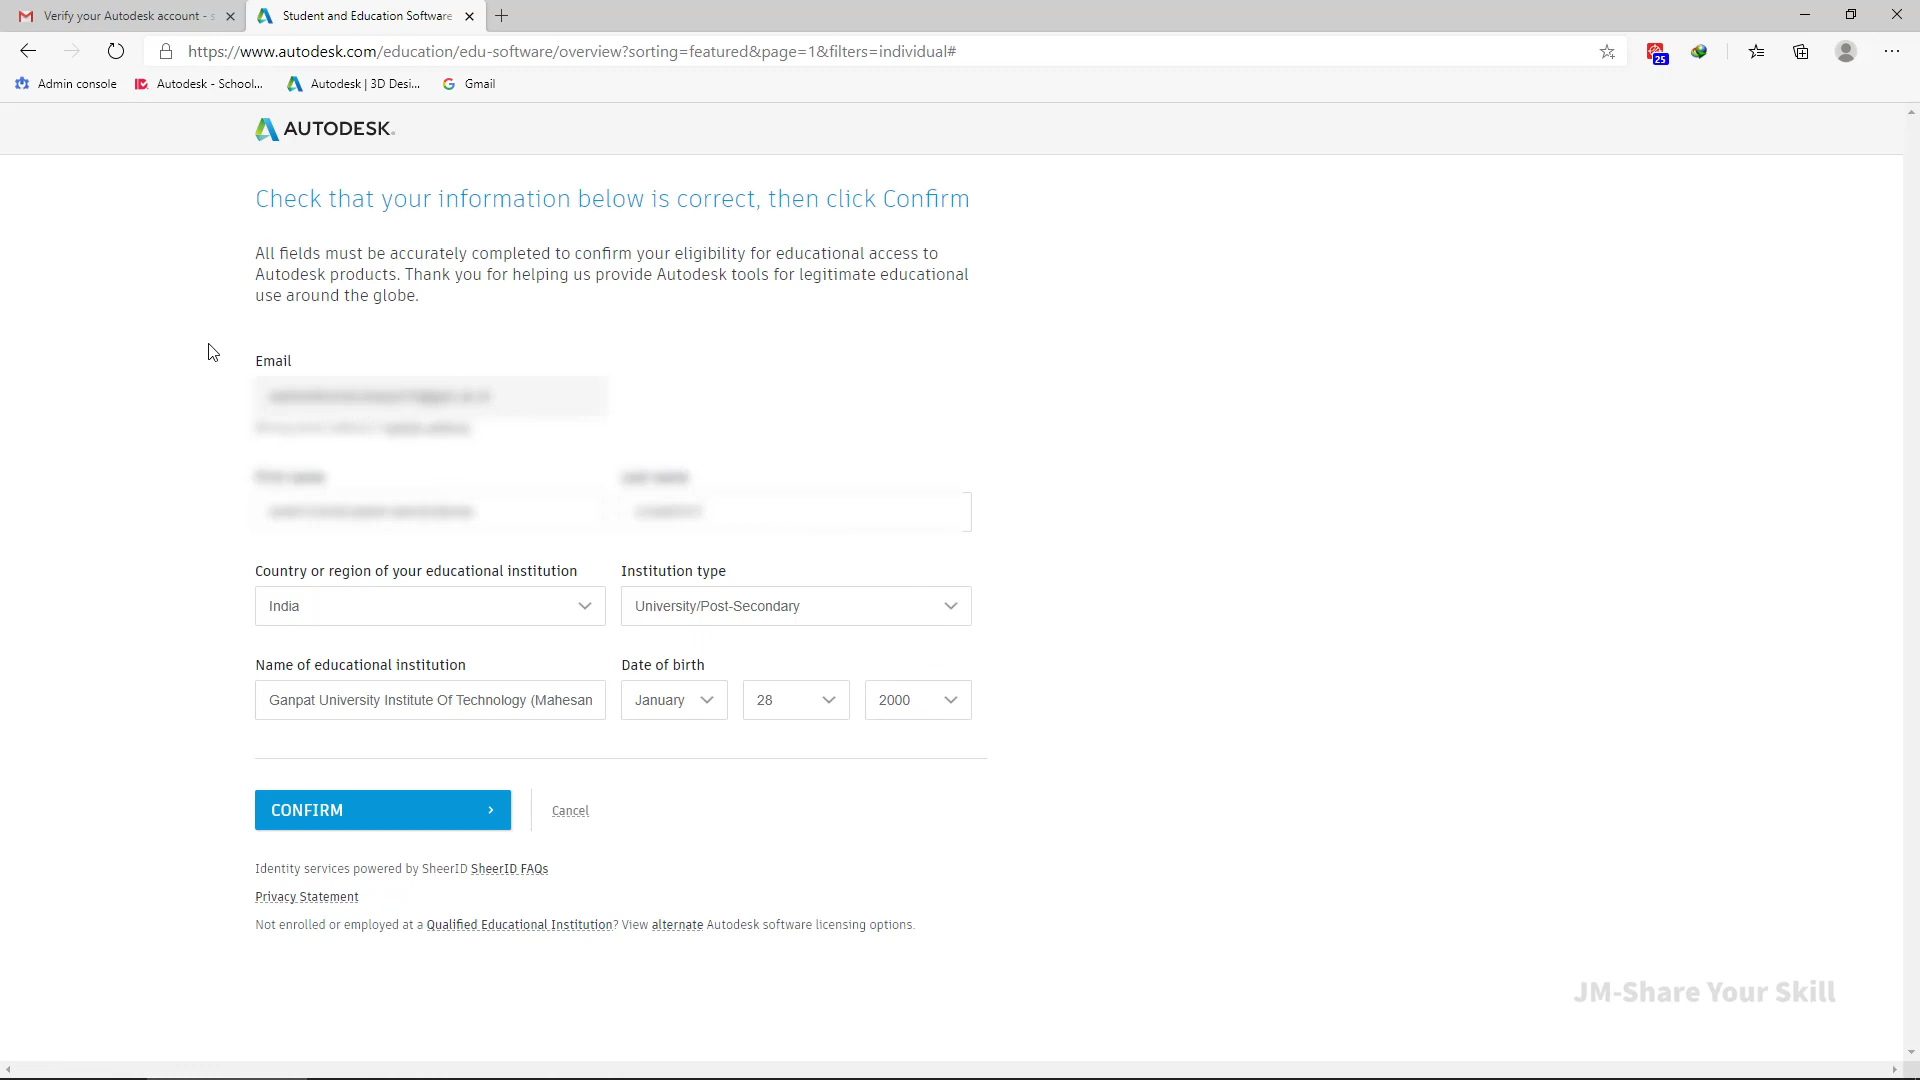 Verify your Autodesk account - s
Student and Education Software
https://www.autodesk.com/education/edu-software/overview?sorting=featured&page=1&filters=individual#
25
Admin console
Autodesk - School...
Autodesk | 3D Desi...
Gmail
AUTODESK.
Check that your information below is correct, then click Confirm
All fields must be accurately completed to confirm your eligibility for educational access to
Autodesk products. Thank you for helping us provide Autodesk tools for legitimate educational
use around the globe.
Email
First name Last name
Country or region of your educational institution Institution type
India University/Post-Secondary
Name of educational institution Date of birth
Ganpat University Institute Of Technology (Mahesan January 28 2000
CONFIRM Cancel
Identity services powered by SheerID SheerID FAQs
Privacy Statement
Not enrolled or employed at a Qualified Educational Institution? View alternate Autodesk software licensing options.
JM-Share Your Skill